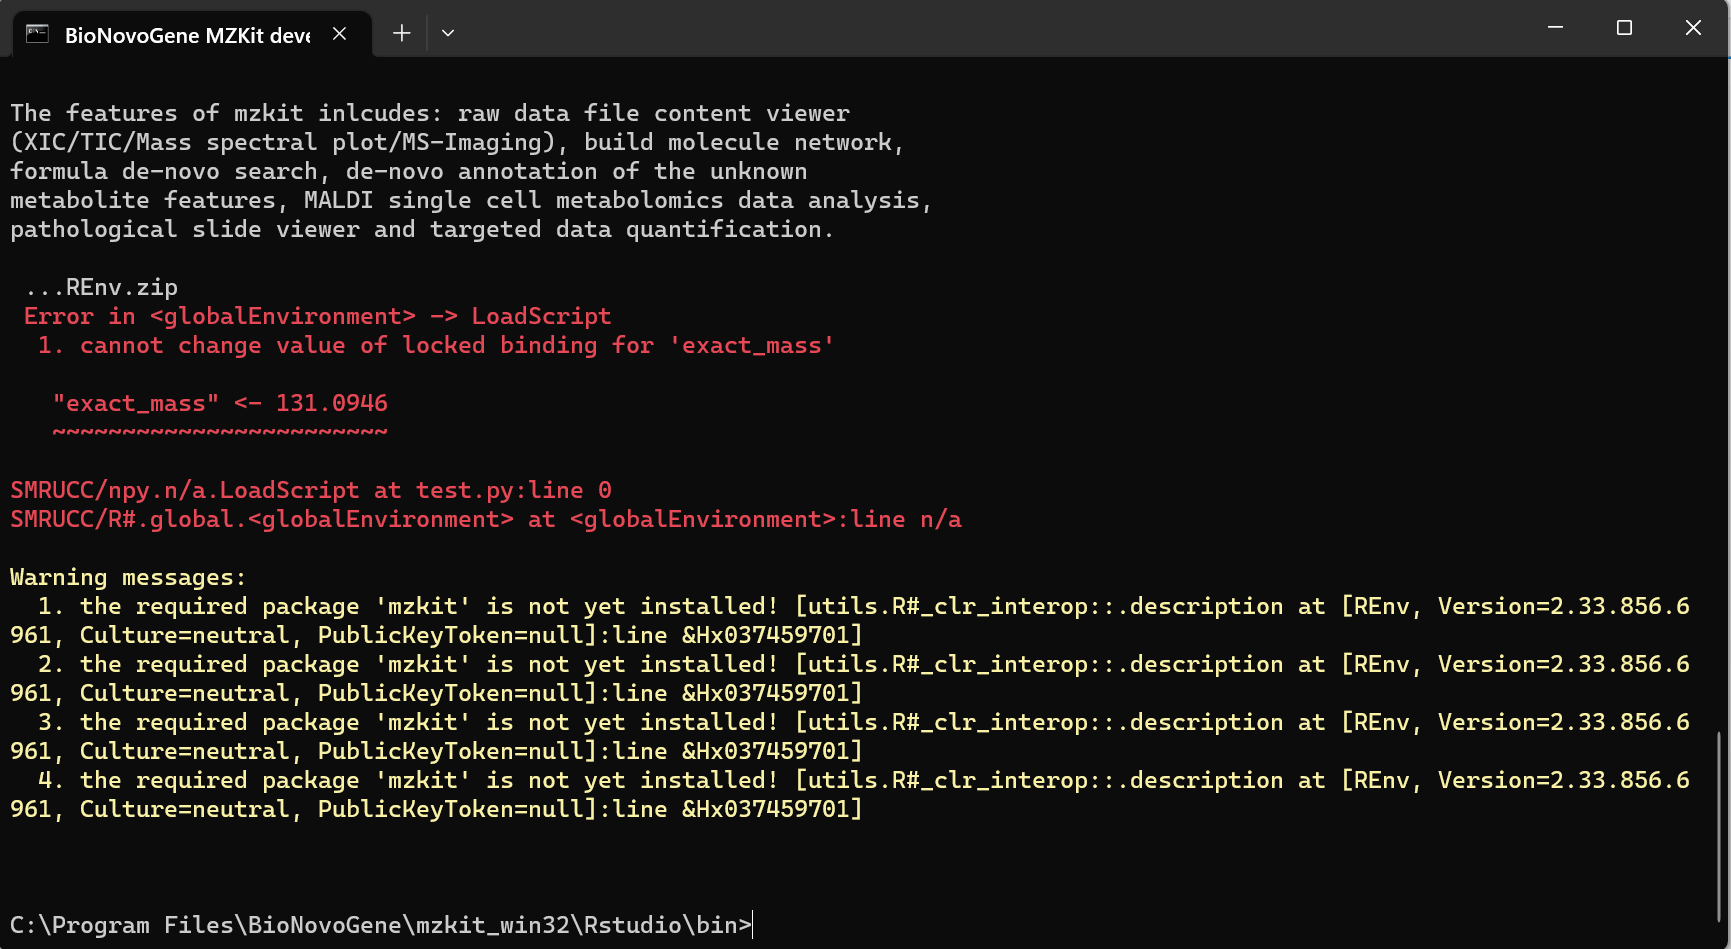 BioNovoGene MZKit deve
The features of mzkit inlcudes: raw data file content viewer
(XIC/TIC/Mass spectral plot/MS-Imaging), build molecule network,
formula de-novo search, de-novo annotation of the unknown
metabolite features, MALDI single cell metabolomics data analysis,
pathological slide viewer and targeted data quantification.
...REnv.zip
Error in <globalEnvironment> -> LoadScript
1. cannot change value of locked binding for 'exact_mass'
"exact_mass" <- 131.0946
~~~~~~~~~~~~~~~~~~~~~~~~
SMRUCC/npy.n/a.LoadScript at test.py:line 0
SMRUCC/R#.global.<globalEnvironment> at <globalEnvironment>:line n/a
Warning messages:
1. the required package 'mzkit' is not yet installed! [utils.R#_clr_interop::.description at [REnv, Version=2.33.856.6
961, Culture=neutral, PublicKeyToken=null]:line &Hx037459701]
2. the required package 'mzkit' is not yet installed! [utils.R#_clr_interop::.description at [REnv, Version=2.33.856.6
961, Culture=neutral, PublicKeyToken=null]:line &Hx037459701]
3. the required package 'mzkit' is not yet installed! [utils.R#_clr_interop::.description at [REnv, Version=2.33.856.6
961, Culture=neutral, PublicKeyToken=null]:line &Hx037459701]
4. the required package 'mzkit' is not yet installed! [utils.R#_clr_interop::.description at [REnv, Version=2.33.856.6
961, Culture=neutral, PublicKeyToken=null]:line &Hx037459701]
C:\Program Files\BioNovoGene\mzkit_win32\Rstudio\bin>